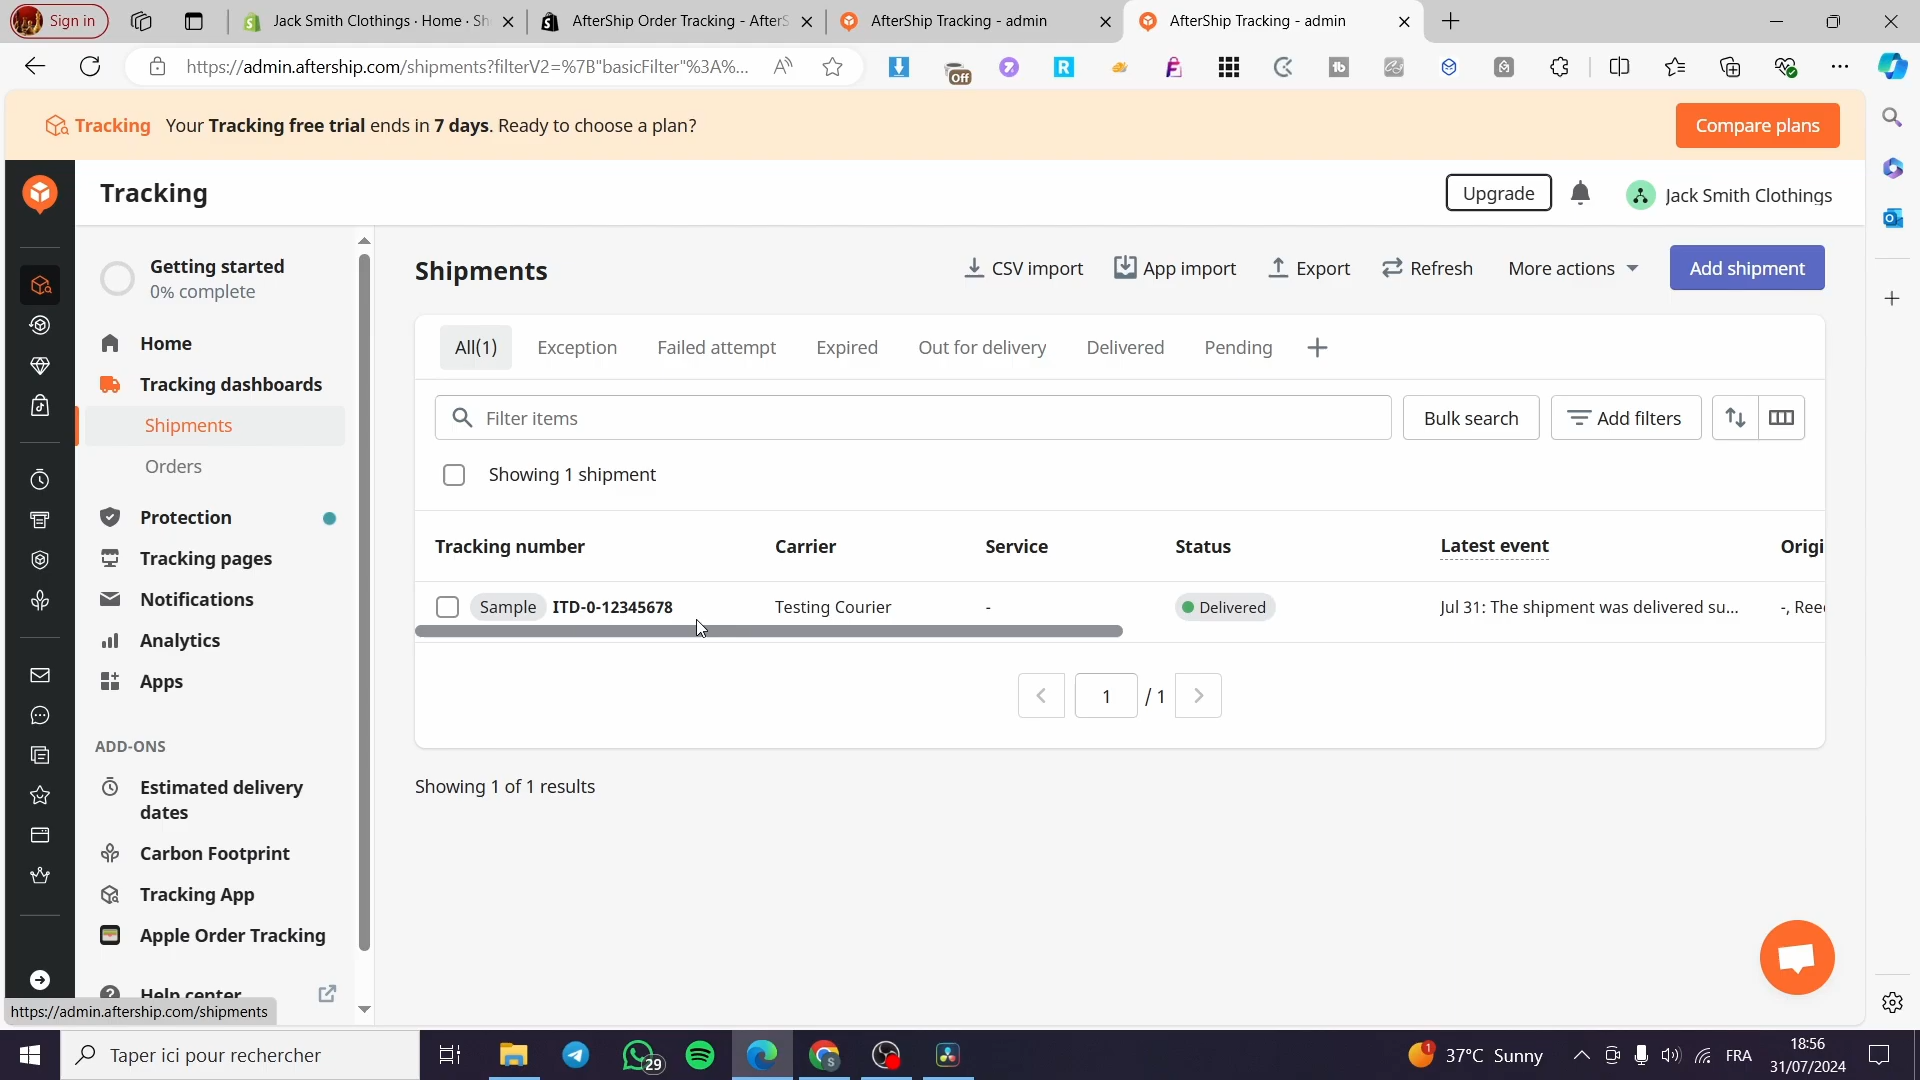 Sign in
Jack Smith Clothings · Home · Sh
AfterShip Order Tracking - AfterS
AfterShip Tracking - admin
AfterShip Tracking - admin
https://admin.aftership.com/shipments?filterV2=%7B"basicFilter"%3A%...
Off
Tracking Your Tracking free trial ends in 7 days. Ready to choose a plan?
Compare plans
Tracking
Upgrade
Jack Smith Clothings
Getting started
0% complete
Home
Tracking dashboards
Shipments
Orders
Protection
Tracking pages
Notifications
Analytics
Apps
ADD-ONS
Estimated delivery
dates
Carbon Footprint
Tracking App
Apple Order Tracking
Help center
https://admin.aftership.com/shipments
Shipments
CSV import
App import
Export
Refresh
More actions
Add shipment
All(1)
Exception
Failed attempt
Expired
Out for delivery
Delivered
Pending
Filter items
Bulk search
Add filters
Showing 1 shipment
Tracking number Carrier Service Status Latest event Origi
Sample ITD-0-12345678 Testing Courier - Delivered Jul 31: The shipment was delivered su... -, Ree
1 / 1
Showing 1 of 1 results
Taper ici pour rechercher
29
1
37°C Sunny
FRA
18:56
31/07/2024